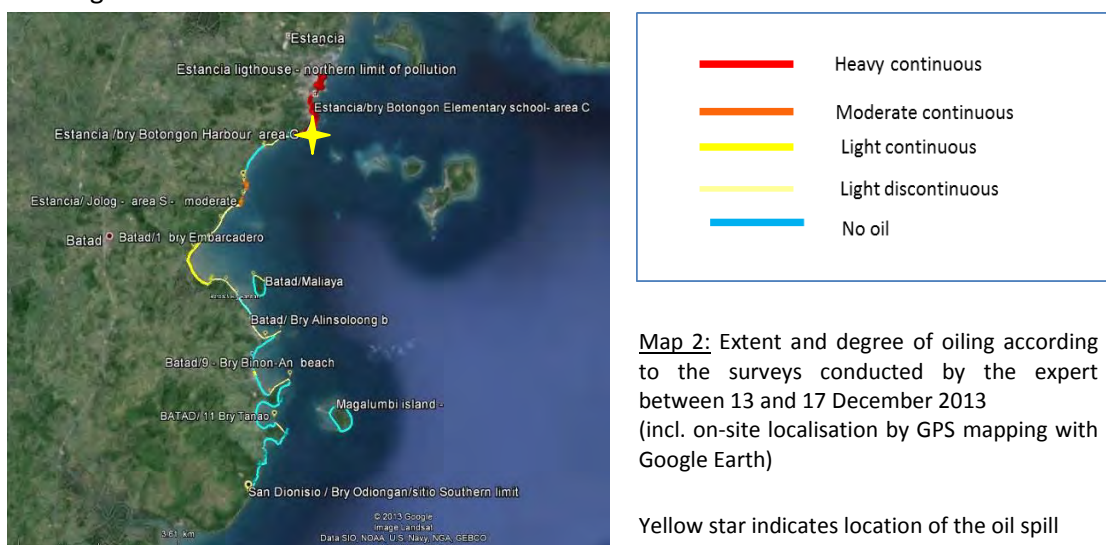 Estancia
Estancia ligthouse - northern limit of pollution
Estancia/bry Botongon Elementary school- area C
Estancia /bry Botongon Harbour area C
Estancia/ Jolog - area S - moderate
Batad
Batad/1 bry Embarcadero
Batad/Maliaya
Batad/ Bry Alinsoloong b
Batad/9 - Bry Binon-An beach
BATAD/ 11 Bry Tanao
Magalumbi island -
San Dionisio / Bry Odiongan/sitio Southern limit
3.61 km
© 2013 Google
Image Landsat
Data SIO, NOAA, U.S. Navy, NGA, GEBCO
Heavy continuous
Moderate continuous
Light continuous
Light discontinuous
No oil
Map 2: Extent and degree of oiling according
to the surveys conducted by the expert
between 13 and 17 December 2013
(incl. on-site localisation by GPS mapping with
Google Earth)
Yellow star indicates location of the oil spill